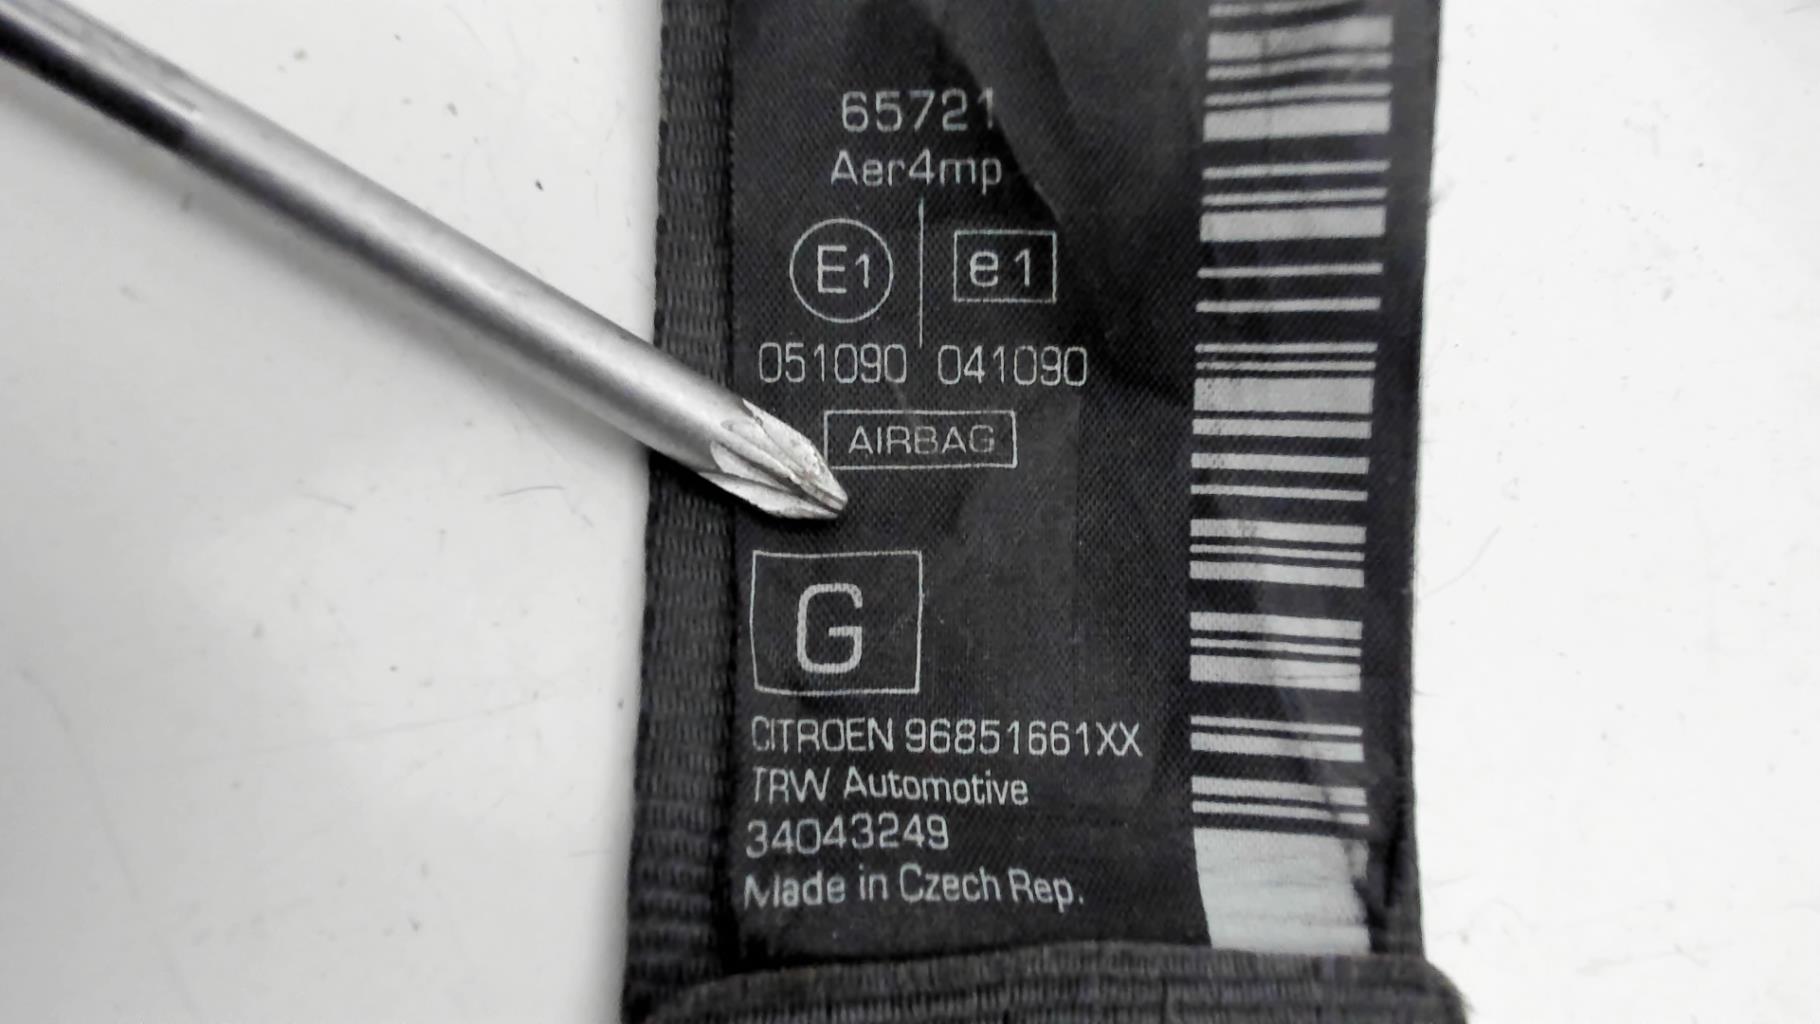 65721
Aer4mp
E1 e1
051090 041090
AIRBAG
G
CITROEN 96851661XX
TRW Automotive
34043249
Made in Czech Rep.